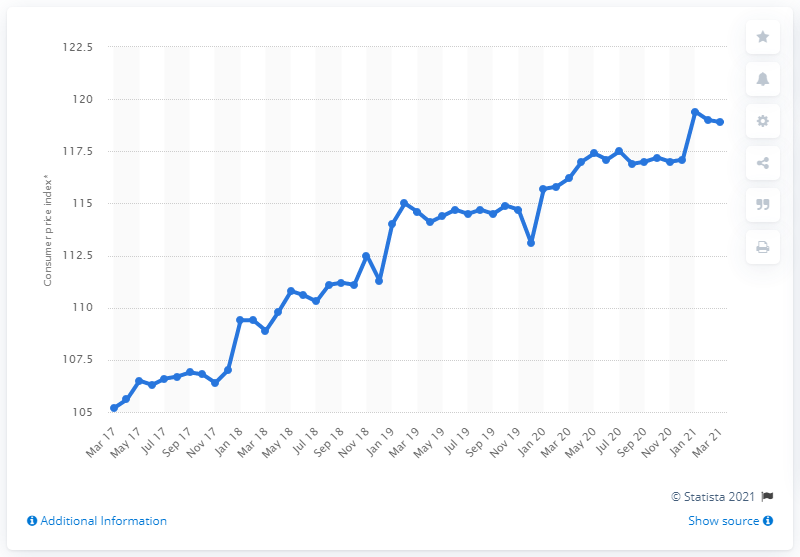 122.5
120
117.5
115
112.5
110
107.5
105
Consumer price index*
Mar 17
May 17
Jul 17
Sep 17
Nov 17
Jan 18
Mar 18
May 18
Jul 18
Sep 18
Nov 18
Jan 19
Mar 19
May 19
Jul 19
Sep 19
Nov 19
Jan 20
Mar 20
May 20
Jul 20
Sep 20
Nov 20
Jan 21
Mar 21
© Statista 2021
Additional Information
Show source